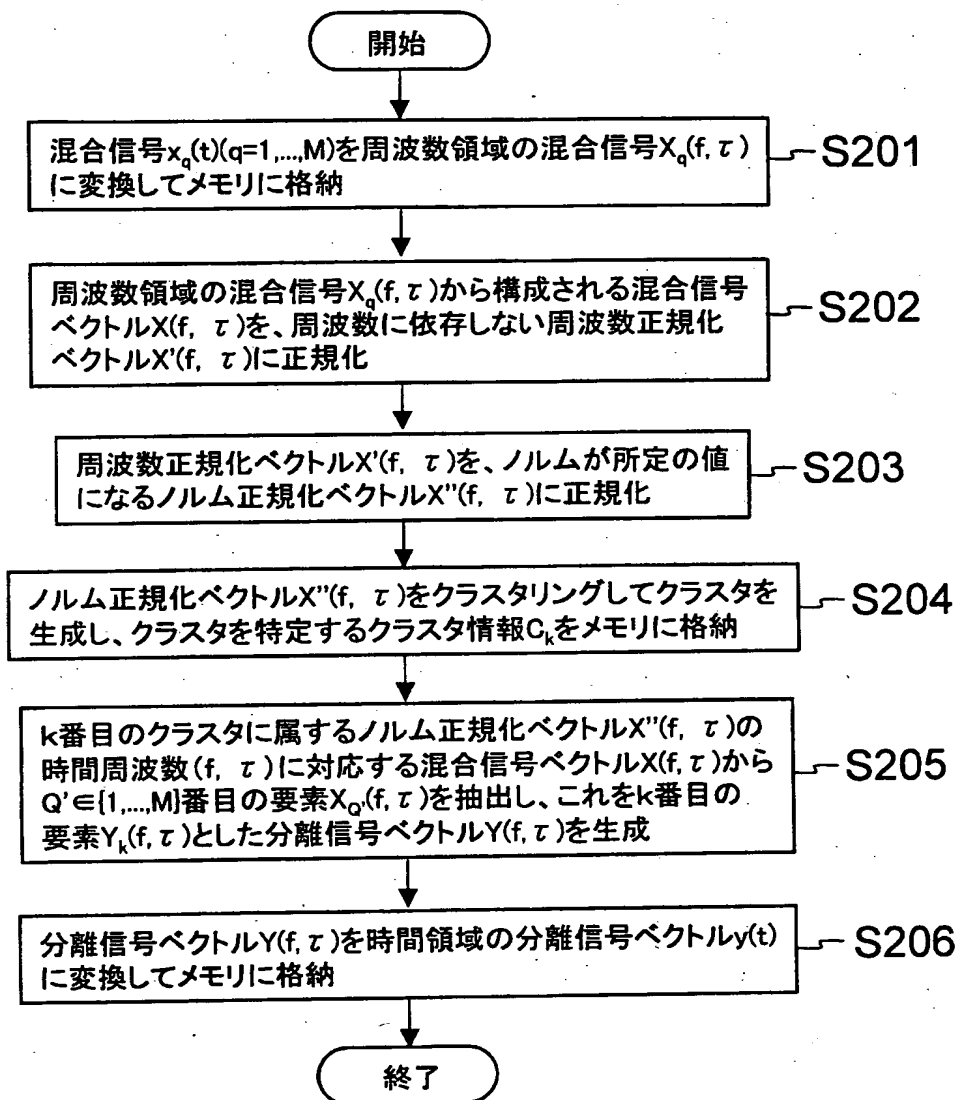 開始
混合信号x_q(t)(q=1,...,M)を周波数領域の混合信号X_q(f, τ)
に変換してメモリに格納
S201
周波数領域の混合信号X_q(f, τ)から構成される混合信号
ベクトルX(f, τ)を、周波数に依存しない周波数正規化
ベクトルX'(f, τ)に正規化
S202
周波数正規化ベクトルX'(f, τ)を、ノルムが所定の値
になるノルム正規化ベクトルX''(f, τ)に正規化
S203
ノルム正規化ベクトルX''(f, τ)をクラスタリングしてクラスタを
生成し、クラスタを特定するクラスタ情報C_kをメモリに格納
S204
k番目のクラスタに属するノルム正規化ベクトルX''(f, τ)の
時間周波数(f, τ)に対応する混合信号ベクトルX(f, τ)から
Q'∈{1,...,M}番目の要素X_Q'(f, τ)を抽出し、これをk番目の
要素Y_k(f, τ)とした分離信号ベクトルY(f, τ)を生成
S205
分離信号ベクトルY(f, τ)を時間領域の分離信号ベクトルy(t)
に変換してメモリに格納
S206
終了